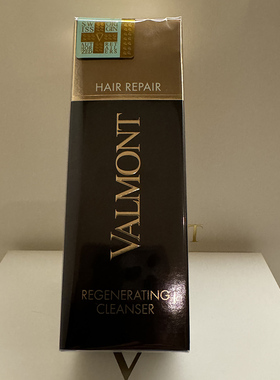 V
HAIR REPAIR
VALMONT
T
REGENERATING
CLEANSER
V